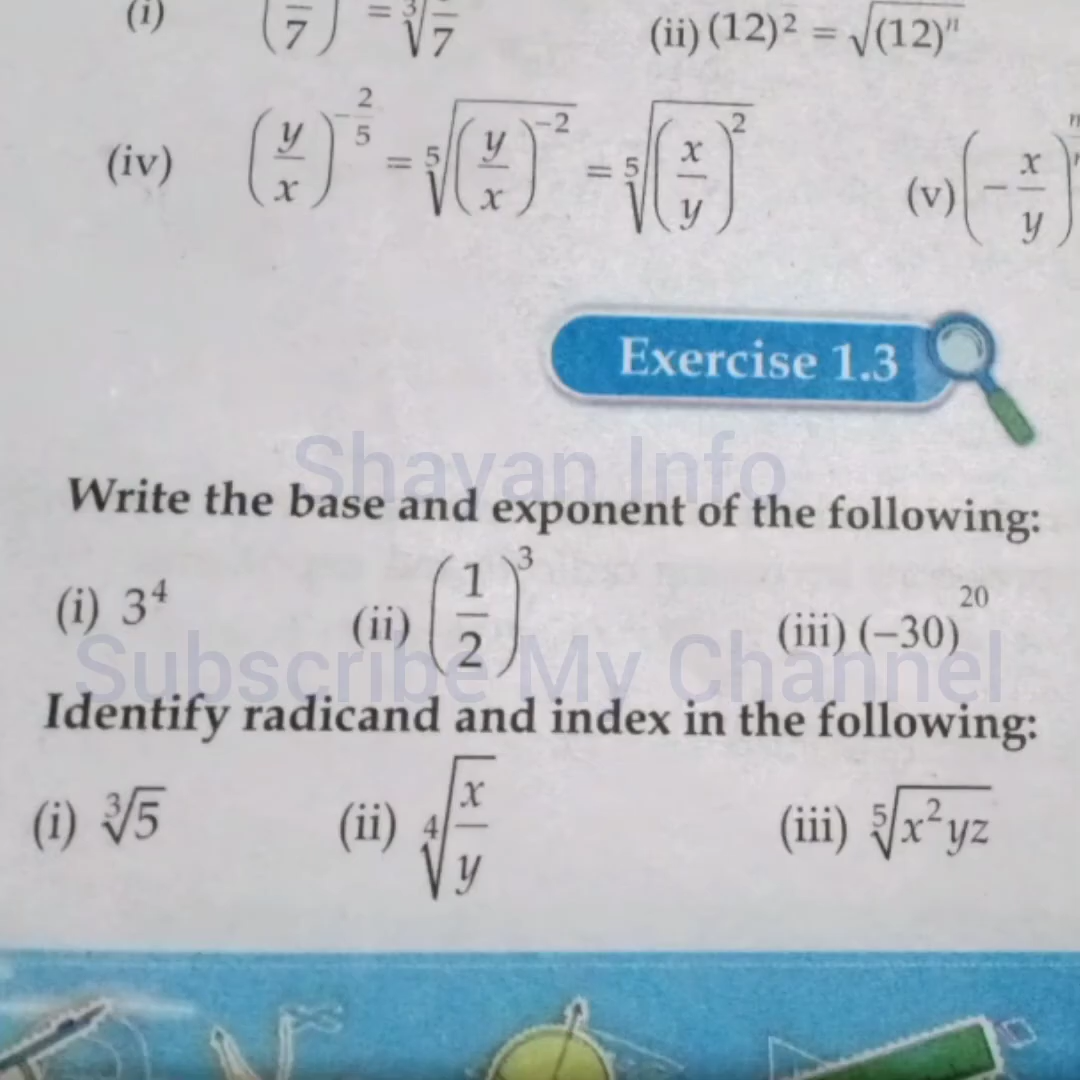 (i) (‾/7) = ∛(‾/7) (ii) (12)² = √(12)ⁿ
(iv) (y/x)^(-2/5) = ⁵√(y/x)⁻² = ⁵√(x/y)² (v) (-x/y)
Exercise 1.3
Shayan Info
Write the base and exponent of the following:
(i) 3⁴ (ii) (1/2)³ (iii) (–30)²⁰
Subscribe My Channel
Identify radicand and index in the following:
(i) ∛5 (ii) ⁴√(x/y) (iii) ⁵√(x²yz)